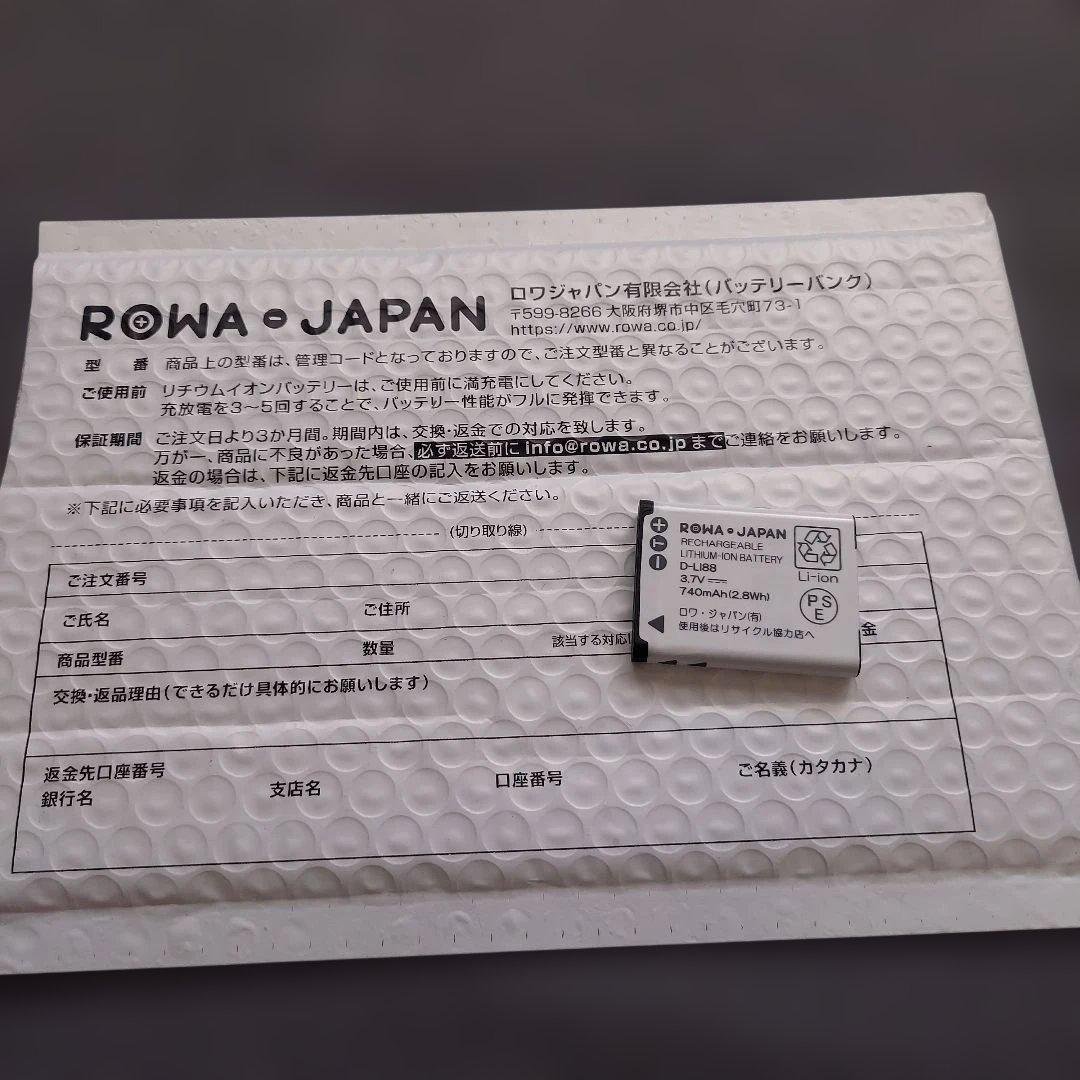 ROWA JAPAN
ロワジャパン有限会社(バッテリーバンク)
〒599-8266 大阪府堺市中区毛穴町73-1
https://www.rowa.co.jp/
型 番 商品上の型番は、管理コードとなっておりますので、ご注文型番と異なることがございます。
ご使用前 リチウムイオンバッテリーは、ご使用前に満充電にしてください。
充放電を3~5回することで、バッテリー性能がフルに発揮できます。
保証期間 ご注文日より3か月間。期間内は、交換・返金での対応を致します。
万が一、商品に不良があった場合、必ず返送前に info@rowa.co.jp までご連絡をお願いします。
返金の場合は、下記に返金先口座の記入をお願いします。
※下記に必要事項を記入いただき、商品と一緒にご返送ください。
(切り取り線)
ご注文番号
ご氏名 ご住所
商品型番 数量 該当する対応 金
交換・返品理由(できるだけ具体的にお願いします)
返金先口座番号
銀行名 支店名 口座番号 ご名義(カタカナ)
+ T -
ROWA JAPAN
RECHARGEABLE
LITHIUM-ION BATTERY
D-LI88
3.7V
740mAh(2.8Wh)
ロワ・ジャパン(有)
使用後はリサイクル協力店へ
Li-ion
PS
E